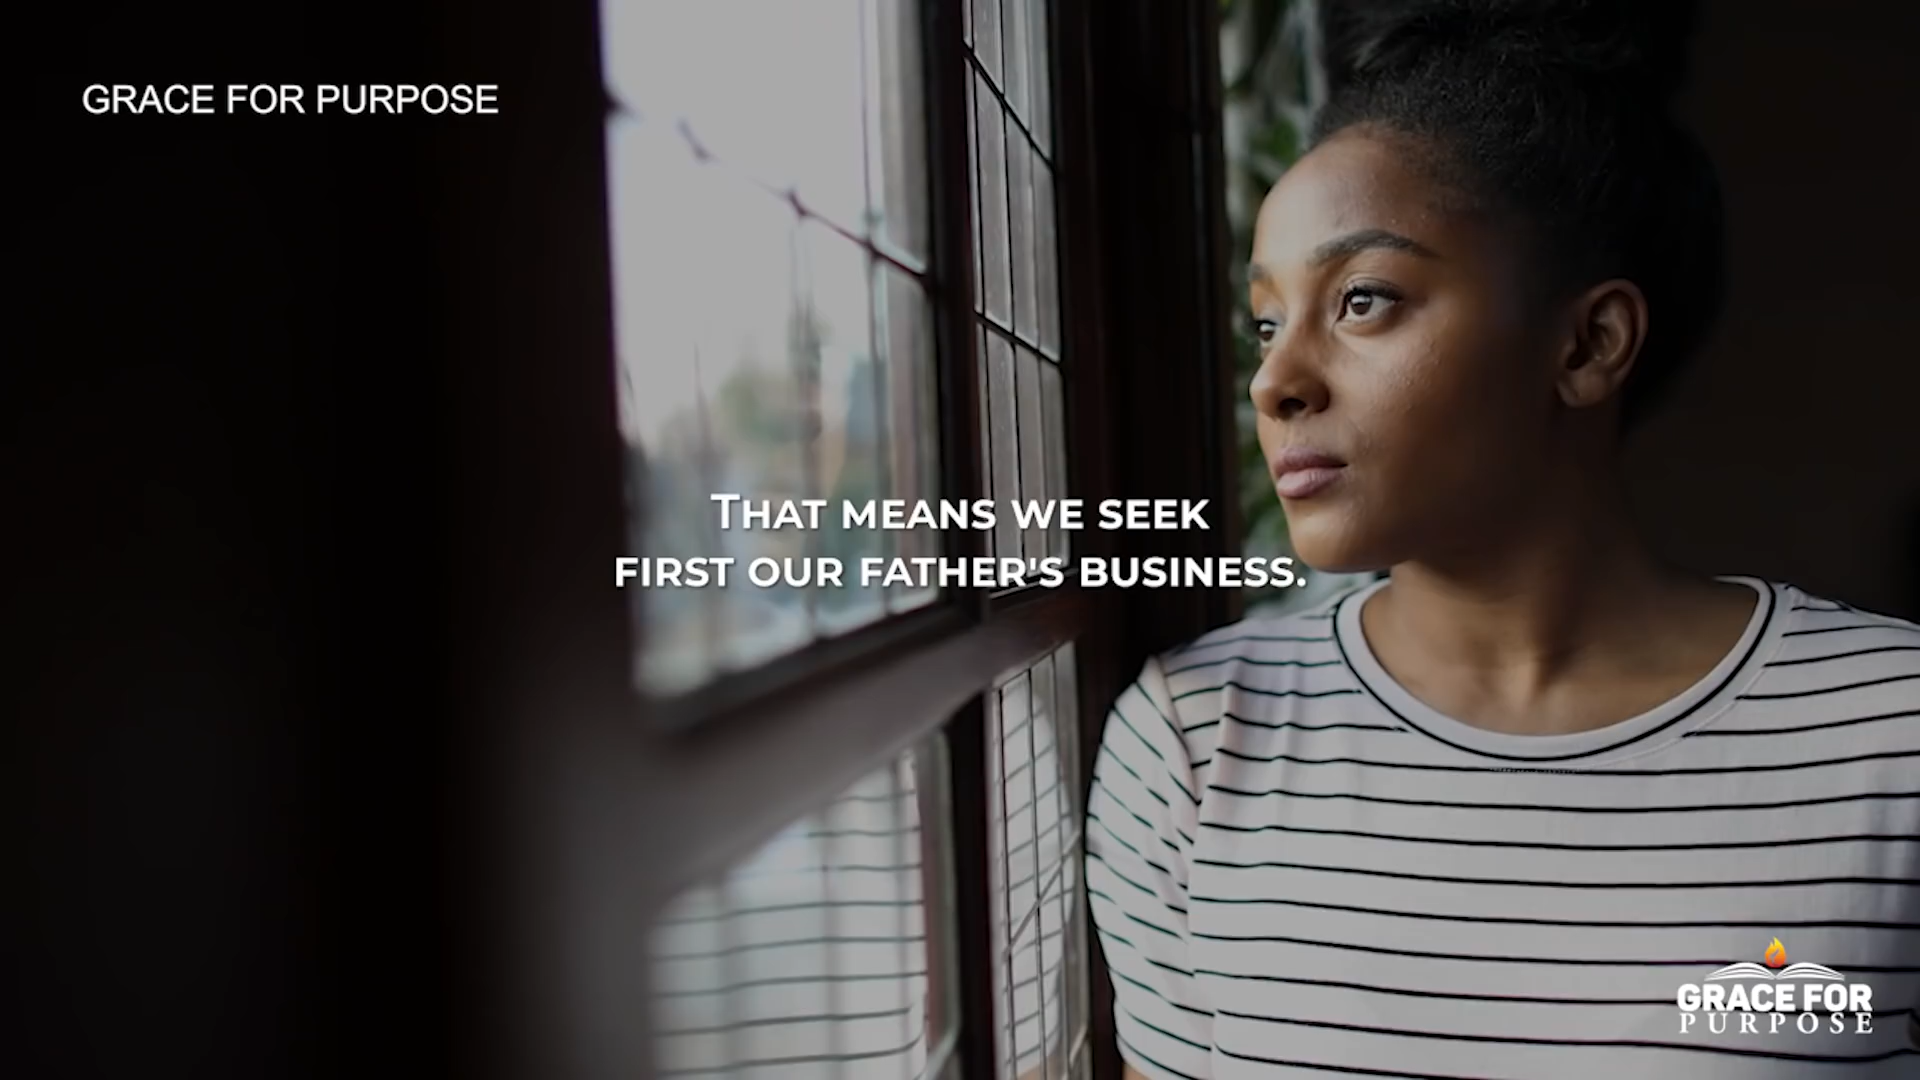 GRACE FOR PURPOSE
THAT MEANS WE SEEK
FIRST OUR FATHER'S BUSINESS.
GRACE FOR
PURPOSE